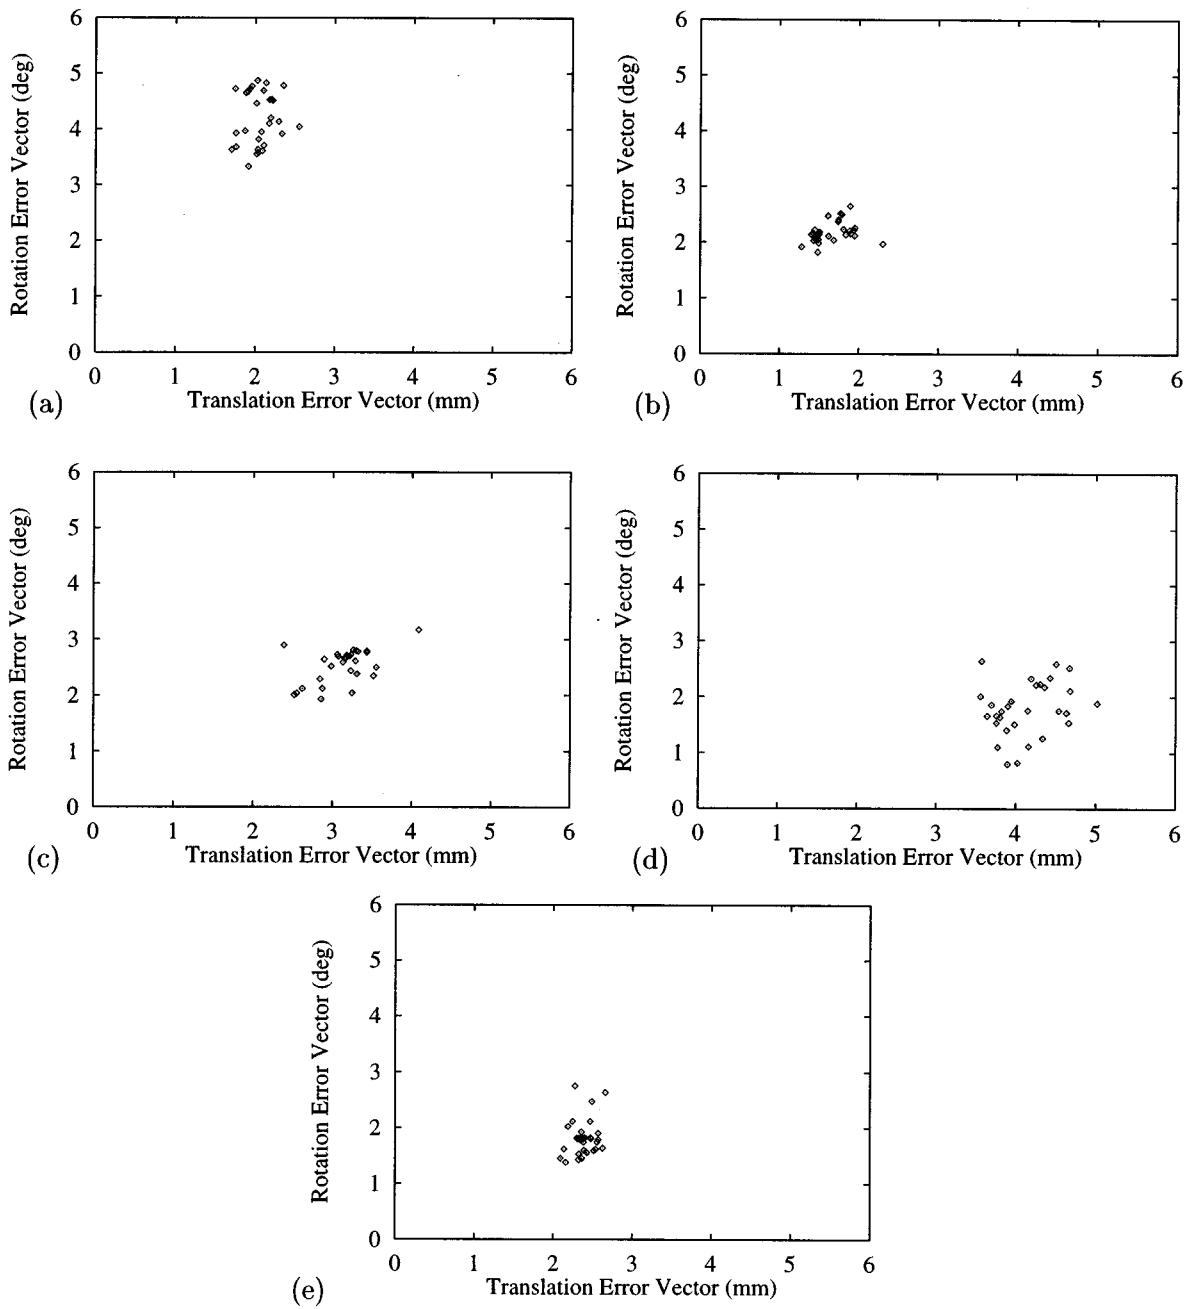 6
5
4
3
2
1
0
Rotation Error Vector (deg)
0 1 2 3 4 5 6
(a) Translation Error Vector (mm)
6
5
4
3
2
1
0
Rotation Error Vector (deg)
0 1 2 3 4 5 6
(b) Translation Error Vector (mm)
6
5
4
3
2
1
0
Rotation Error Vector (deg)
0 1 2 3 4 5 6
(c) Translation Error Vector (mm)
6
5
4
3
2
1
0
Rotation Error Vector (deg)
0 1 2 3 4 5 6
(d) Translation Error Vector (mm)
6
5
4
3
2
1
0
Rotation Error Vector (deg)
0 1 2 3 4 5 6
(e) Translation Error Vector (mm)